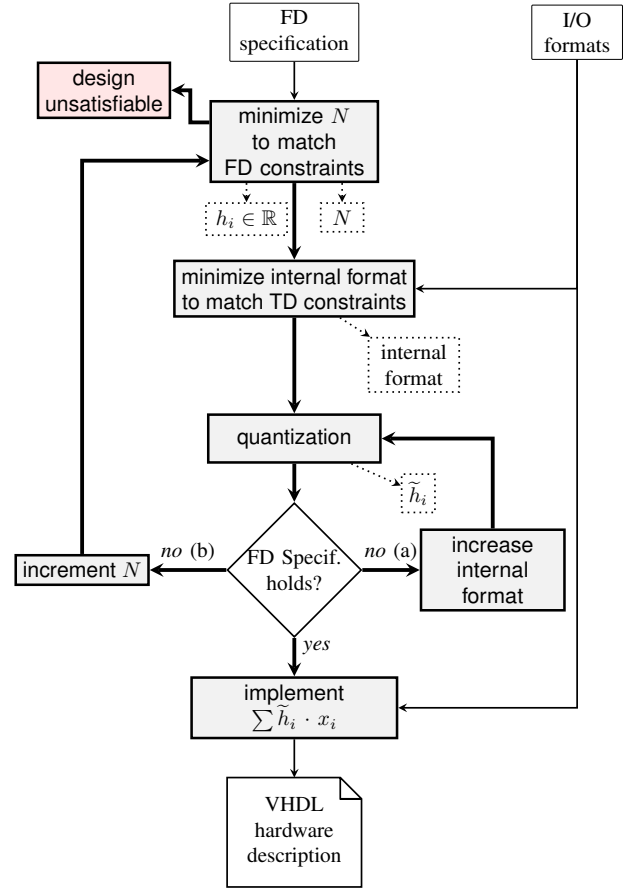 FD
specification
I/O
formats
design
unsatisfiable
minimize N
to match
FD constraints
h_i ∈ ℝ
N
minimize internal format
to match TD constraints
internal
format
quantization
h̃_i
no (b)
FD Specif.
holds?
no (a)
increment N
increase
internal
format
yes
implement
∑ h̃_i · x_i
VHDL
hardware
description